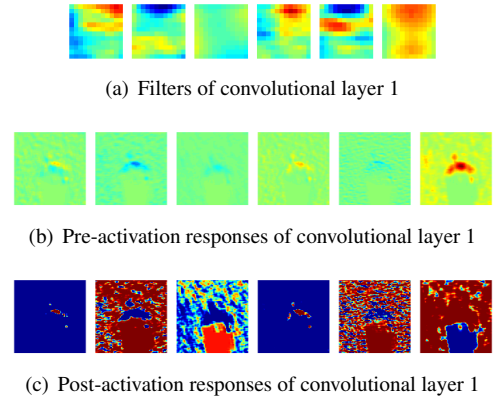 (a) Filters of convolutional layer 1
(b) Pre-activation responses of convolutional layer 1
(c) Post-activation responses of convolutional layer 1